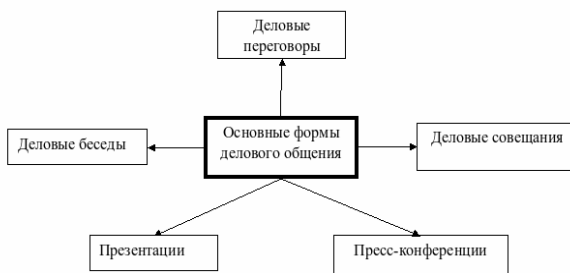 Деловые
переговоры
Деловые беседы
Основные формы
делового общения
Деловые совещания
Презентации
Пресс-конференции